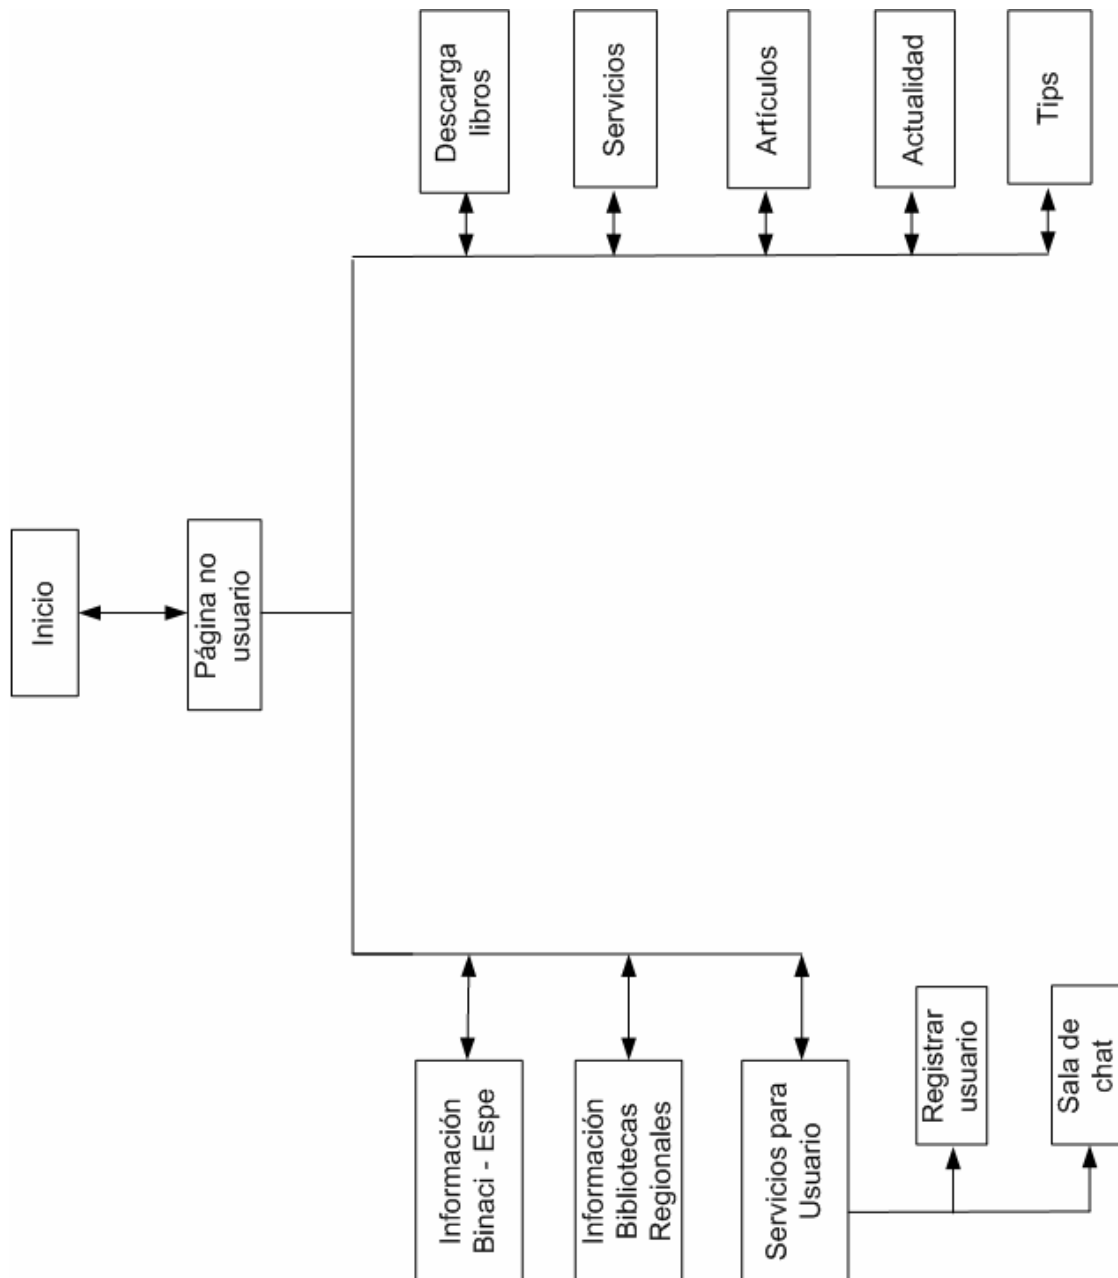 Inicio
Página no
usuario
Información
Binaci - Espe
Información
Bibliotecas
Regionales
Servicios para
Usuario
Registrar
usuario
Sala de
chat
Descarga
libros
Servicios
Artículos
Actualidad
Tips